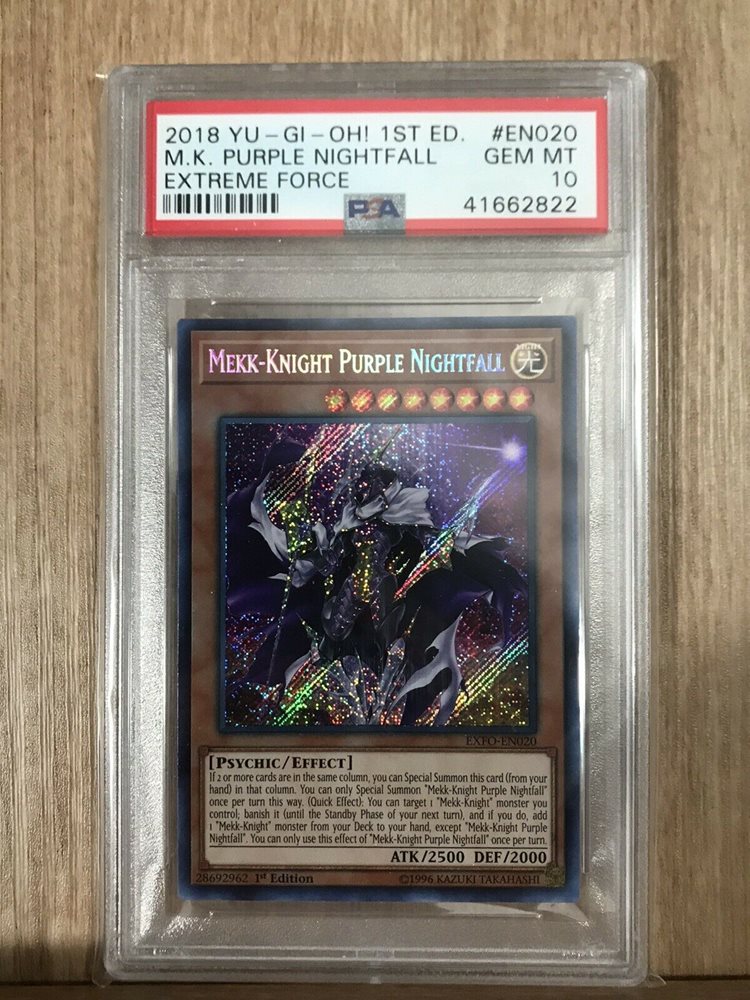 2018 YU-GI-OH! 1ST ED. #EN020
M.K. PURPLE NIGHTFALL GEM MT
EXTREME FORCE 10
PSA 41662822
MEKK-KNIGHT PURPLE NIGHTFALL
LIGHT
光
EXFO-EN020
[PSYCHIC/EFFECT]
If 2 or more cards are in the same column, you can Special Summon this card (from your
hand) in that column. You can only Special Summon "Mekk-Knight Purple Nightfall"
once per turn this way. (Quick Effect): You can target 1 "Mekk-Knight" monster you
control; banish it (until the Standby Phase of your next turn), and if you do, add
1 "Mekk-Knight" monster from your Deck to your hand, except "Mekk-Knight Purple
Nightfall". You can only use this effect of "Mekk-Knight Purple Nightfall" once per turn.
ATK/2500 DEF/2000
28692962 1st Edition ©1996 KAZUKI TAKAHASHI